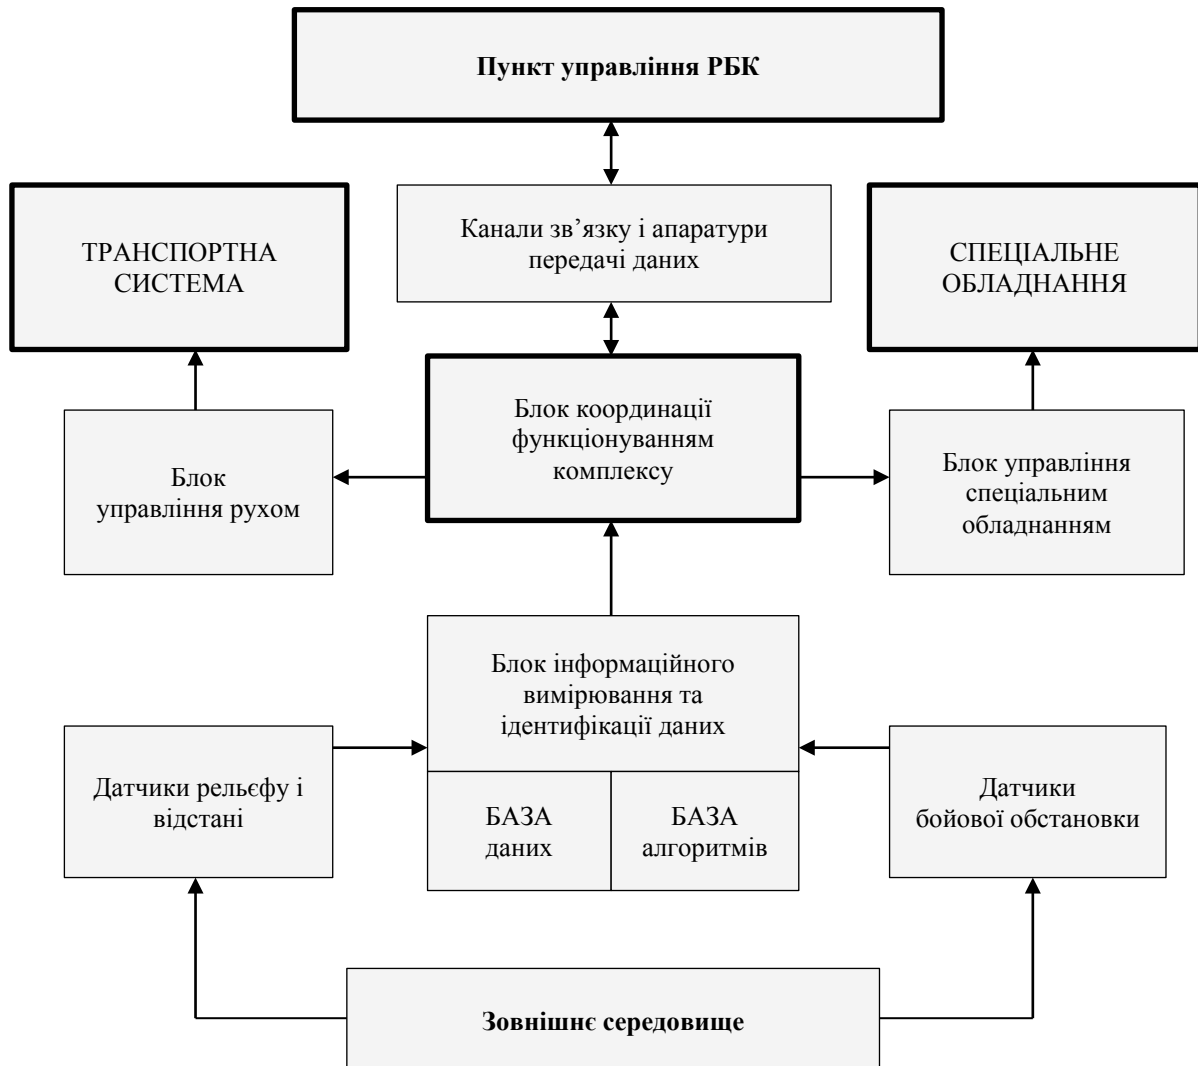 Пункт управління РБК
ТРАНСПОРТНА
СИСТЕМА
Канали зв’язку і апаратури
передачі даних
СПЕЦІАЛЬНЕ
ОБЛАДНАННЯ
Блок
управління рухом
Блок координації
функціонуванням
комплексу
Блок управління
спеціальним
обладнанням
Блок інформаційного
вимірювання та
ідентифікації даних
Датчики рельєфу і
відстані
БАЗА
даних
БАЗА
алгоритмів
Датчики
бойової обстановки
Зовнішнє середовище